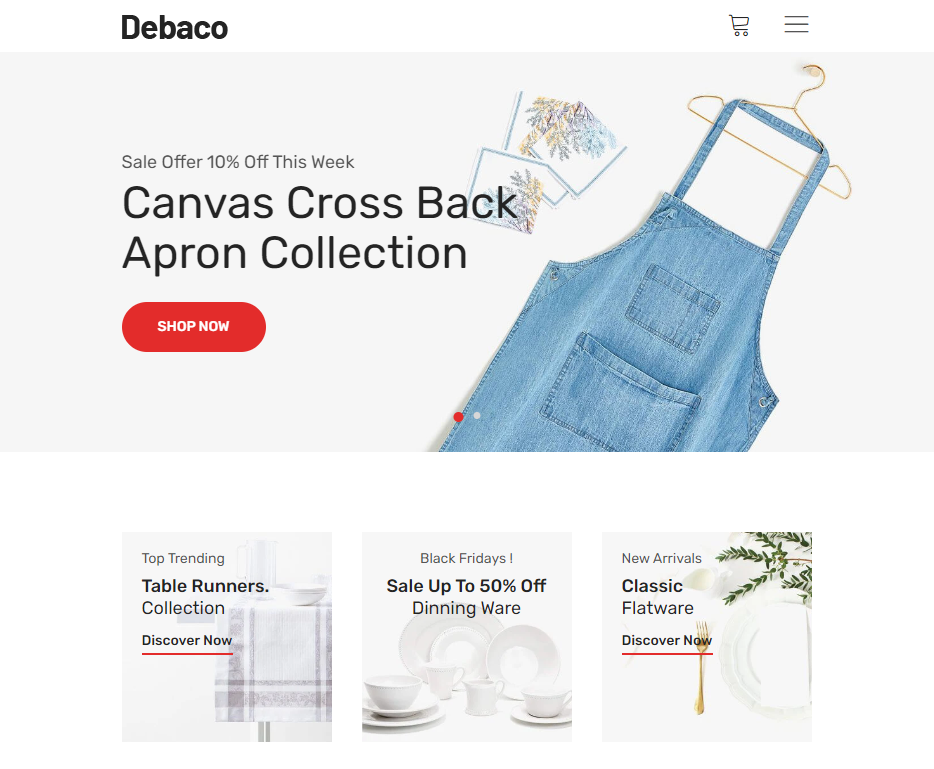 Debaco
Sale Offer 10% Off This Week
Canvas Cross Back
Apron Collection
SHOP NOW
Top Trending
Table Runners.
Collection
Discover Now
Black Fridays !
Sale Up To 50% Off
Dinning Ware
New Arrivals
Classic
Flatware
Discover Now